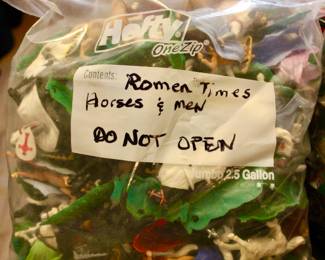 Hefty
OneZip
Contents: Romen Times
Horses & men
DO NOT OPEN
Jumbo 2.5 Gallon